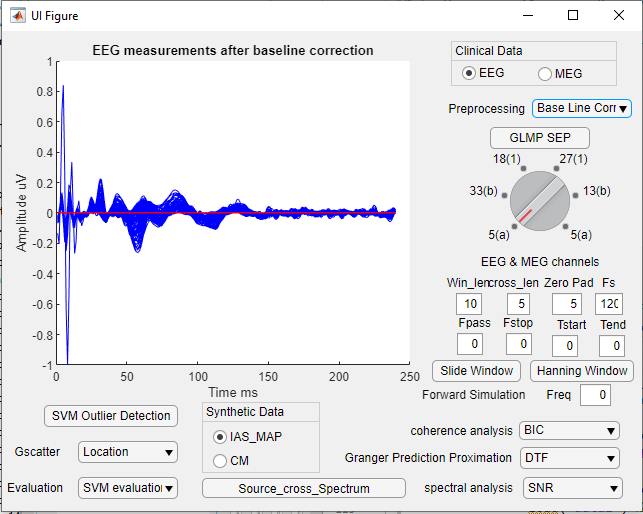 UI Figure
EEG measurements after baseline correction
Amplitude uV
1
0.8
0.6
0.4
0.2
0
-0.2
-0.4
-0.6
-0.8
-1
0 50 100 150 200 250
Time ms
Clinical Data
EEG MEG
Preprocessing Base Line Corr
GLMP SEP
18(1) 27(1)
33(b) 13(b)
5(a) 5(a)
EEG & MEG channels
Win_len cross_len Zero Pad Fs
10 5 5 120
Fpass Fstop Tstart Tend
0 0 0 0
Slide Window Hanning Window
Forward Simulation Freq 0
SVM Outlier Detection
Synthetic Data
IAS_MAP
CM
Gscatter Location
Evaluation SVM evaluation
Source_cross_Spectrum
coherence analysis BIC
Granger Prediction Proximation DTF
spectral analysis SNR